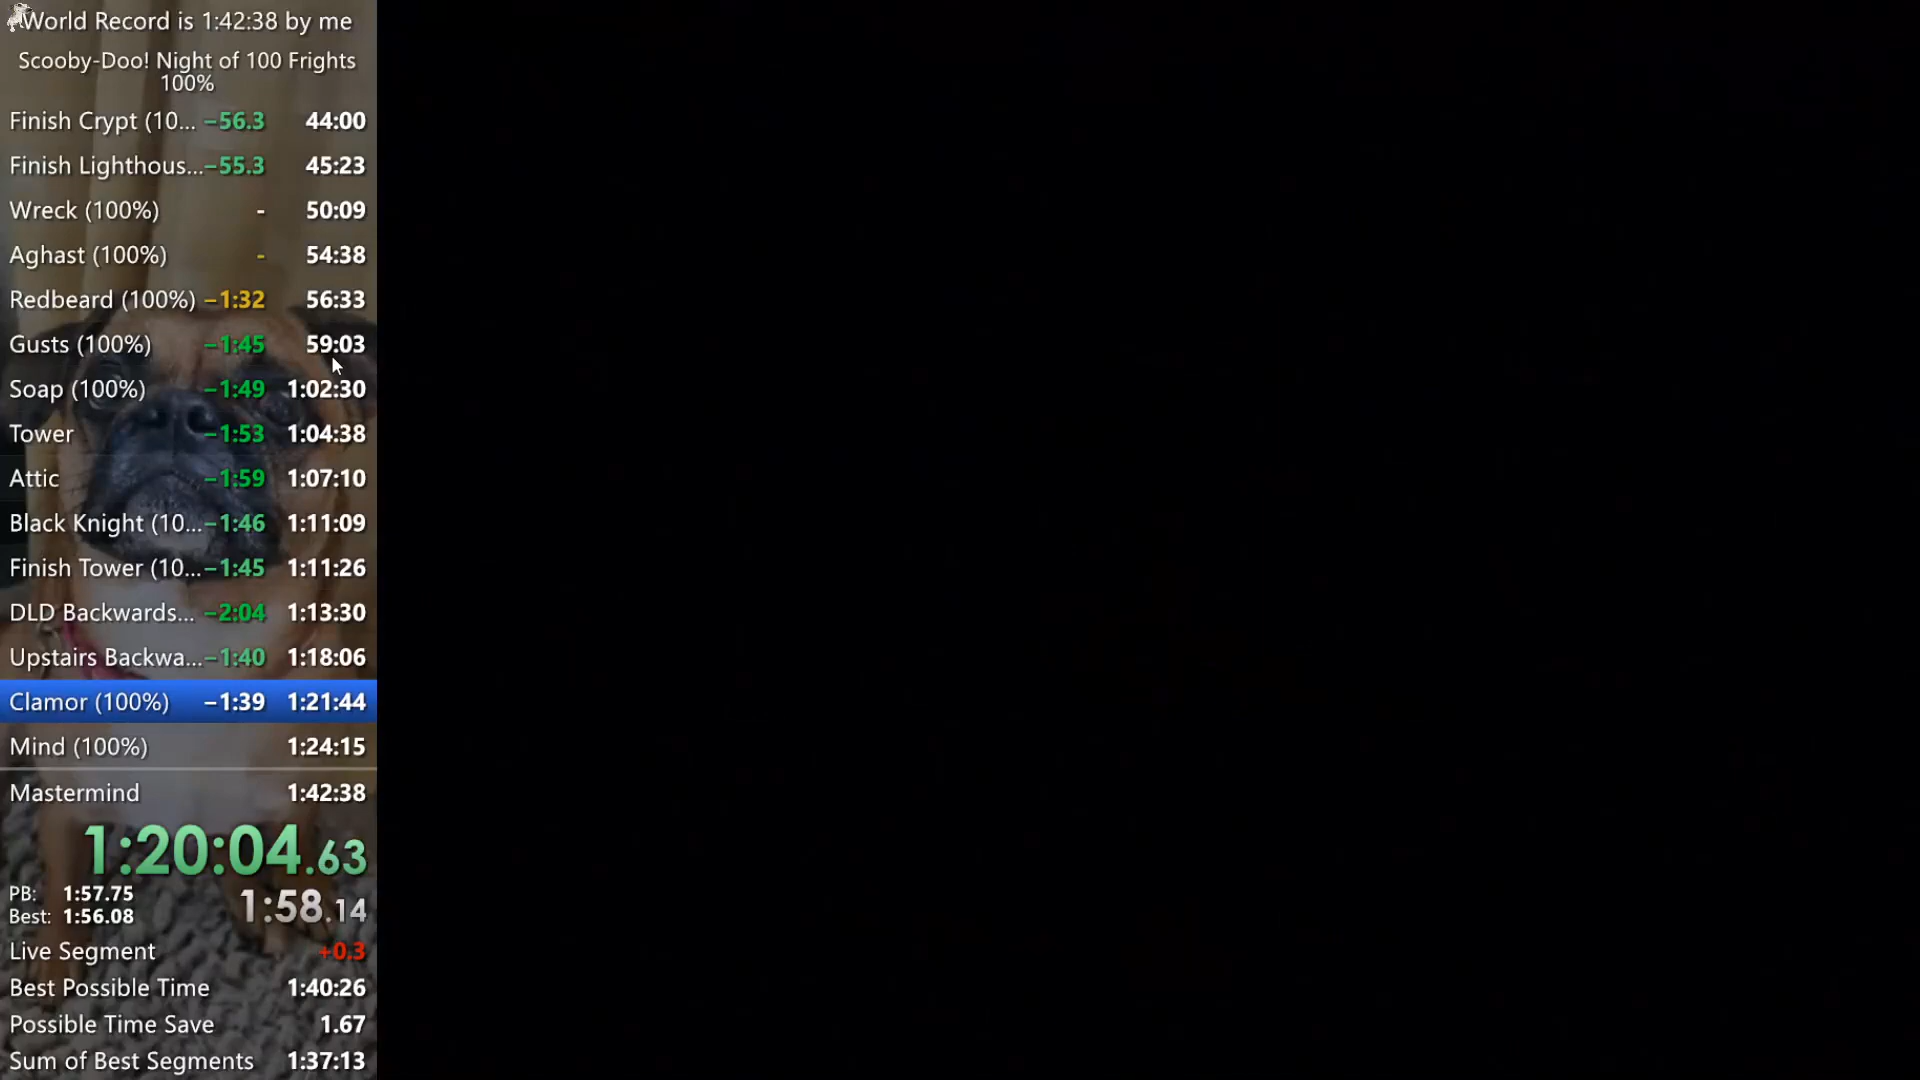 World Record is 1:42:38 by me
Scooby-Doo! Night of 100 Frights
100%
Finish Crypt (10... −56.3 44:00
Finish Lighthous... −55.3 45:23
Wreck (100%) - 50:09
Aghast (100%) - 54:38
Redbeard (100%) −1:32 56:33
Gusts (100%) −1:45 59:03
Soap (100%) −1:49 1:02:30
Tower −1:53 1:04:38
Attic −1:59 1:07:10
Black Knight (10... −1:46 1:11:09
Finish Tower (10... −1:45 1:11:26
DLD Backwards... −2:04 1:13:30
Upstairs Backwa... −1:40 1:18:06
Clamor (100%) −1:39 1:21:44
Mind (100%) 1:24:15
Mastermind 1:42:38
1:20:04.63
PB: 1:57.75
Best: 1:56.08
1:58.14
Live Segment +0.3
Best Possible Time 1:40:26
Possible Time Save 1.67
Sum of Best Segments 1:37:13